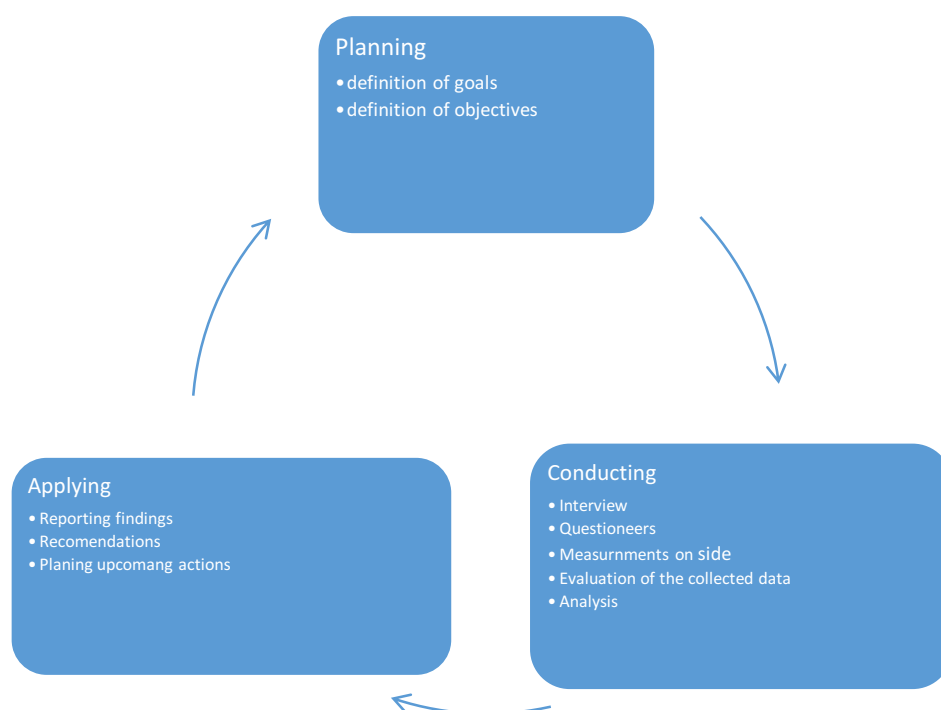 Planning
• definition of goals
• definition of objectives
Applying
• Reporting findings
• Recomendations
• Planing upcomang actions
Conducting
• Interview
• Questioneers
• Measurnments on side
• Evaluation of the collected data
• Analysis